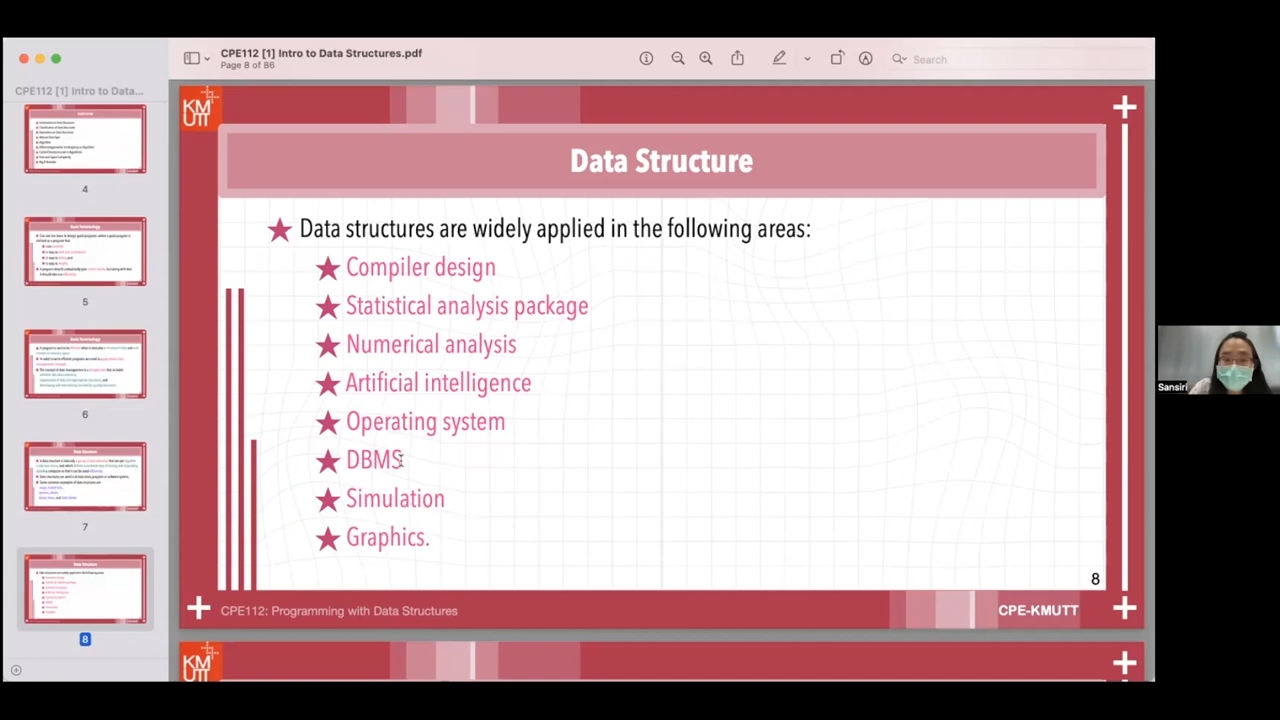 CPE112 [1] Intro to Data Structures.pdf
Page 8 of 86
Search
CPE112 [1] Intro to Data...
4
5
6
7
8
KM
UTT
Data Structure
Data structures are widely applied in the following areas:
Compiler design
Statistical analysis package
Numerical analysis
Artificial intelligence
Operating system
DBMS
Simulation
Graphics.
8
CPE112: Programming with Data Structures
CPE-KMUTT
KM
UTT
Sansiri